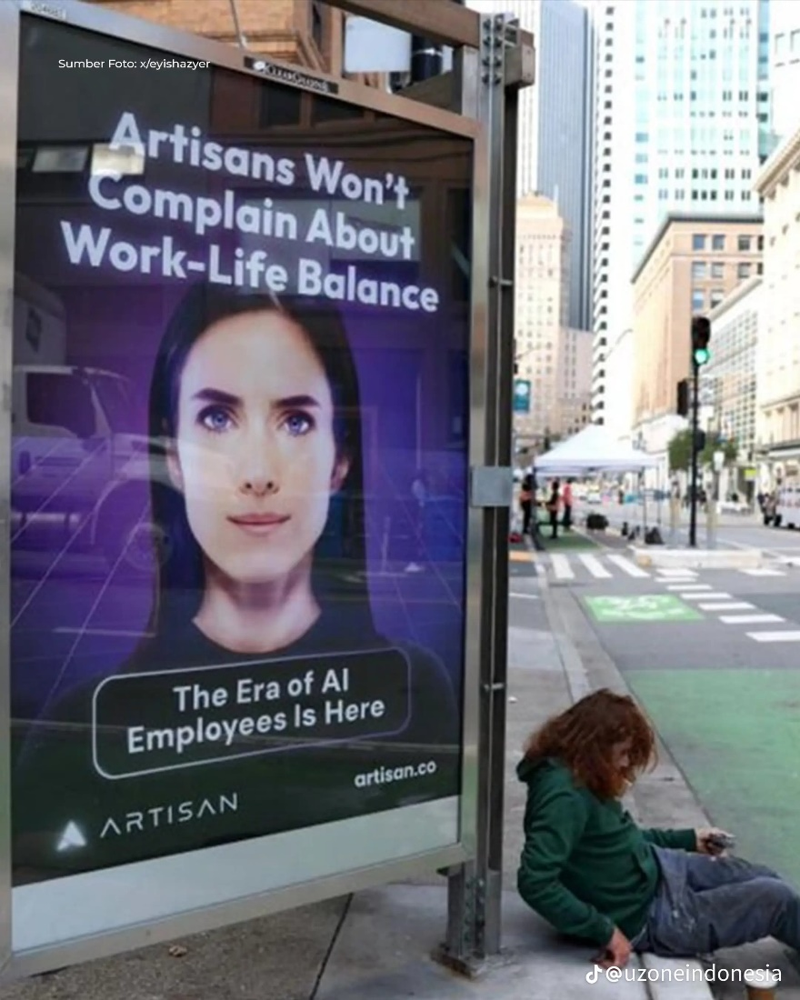 Sumber Foto: x/eyishazyer
Artisans Won't
Complain About
Work-Life Balance
The Era of AI
Employees Is Here
artisan.co
ARTISAN
@uzoneindonesia